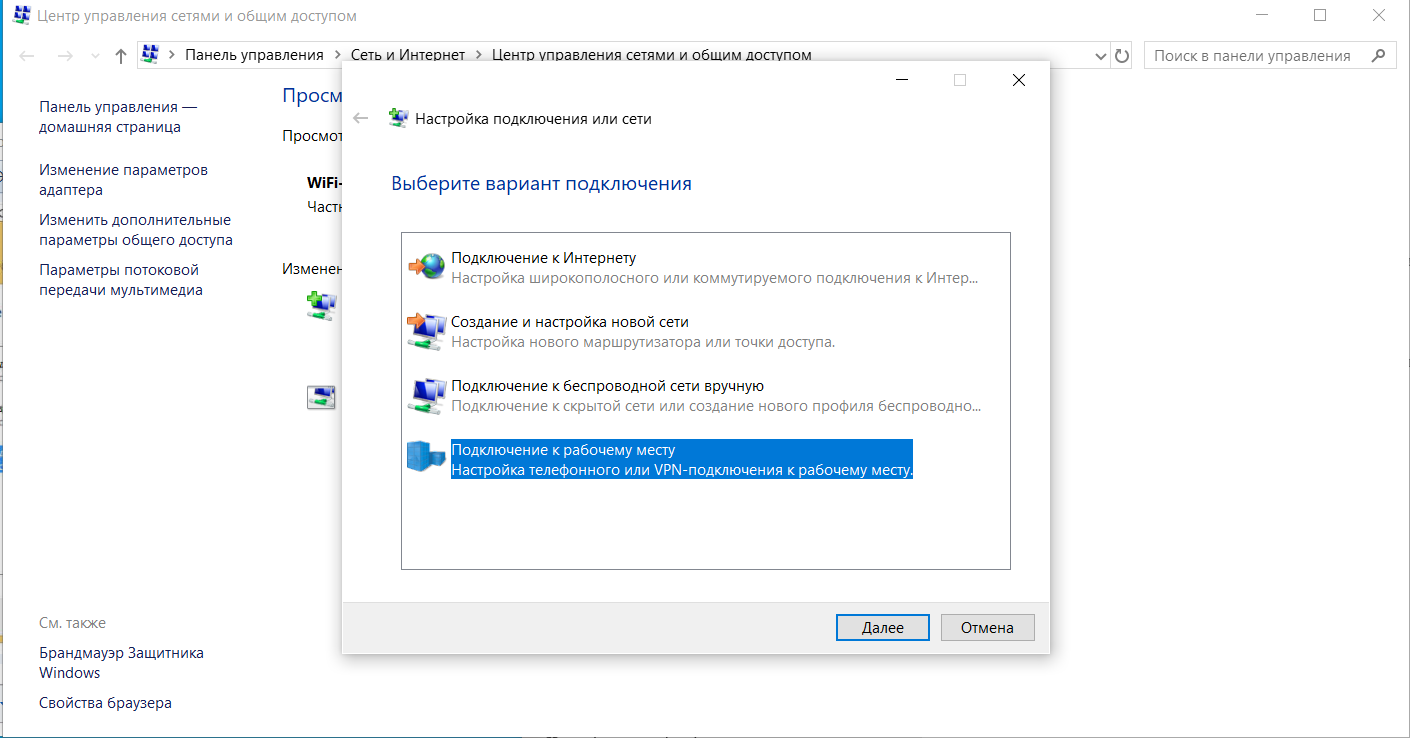 Центр управления сетями и общим доступом
Панель управления
Сеть и Интернет
Центр управления сетями и общим доступом
Поиск в панели управления
Панель управления —
домашняя страница
Изменение параметров
адаптера
Изменить дополнительные
параметры общего доступа
Параметры потоковой
передачи мультимедиа
См. также
Брандмауэр Защитника
Windows
Свойства браузера
Просм
Просмот
WiFi-
Частн
Изменен
Настройка подключения или сети
Выберите вариант подключения
Подключение к Интернету
Настройка широкополосного или коммутируемого подключения к Интер...
Создание и настройка новой сети
Настройка нового маршрутизатора или точки доступа.
Подключение к беспроводной сети вручную
Подключение к скрытой сети или создание нового профиля беспроводно...
Подключение к рабочему месту
Настройка телефонного или VPN-подключения к рабочему месту.
Далее
Отмена